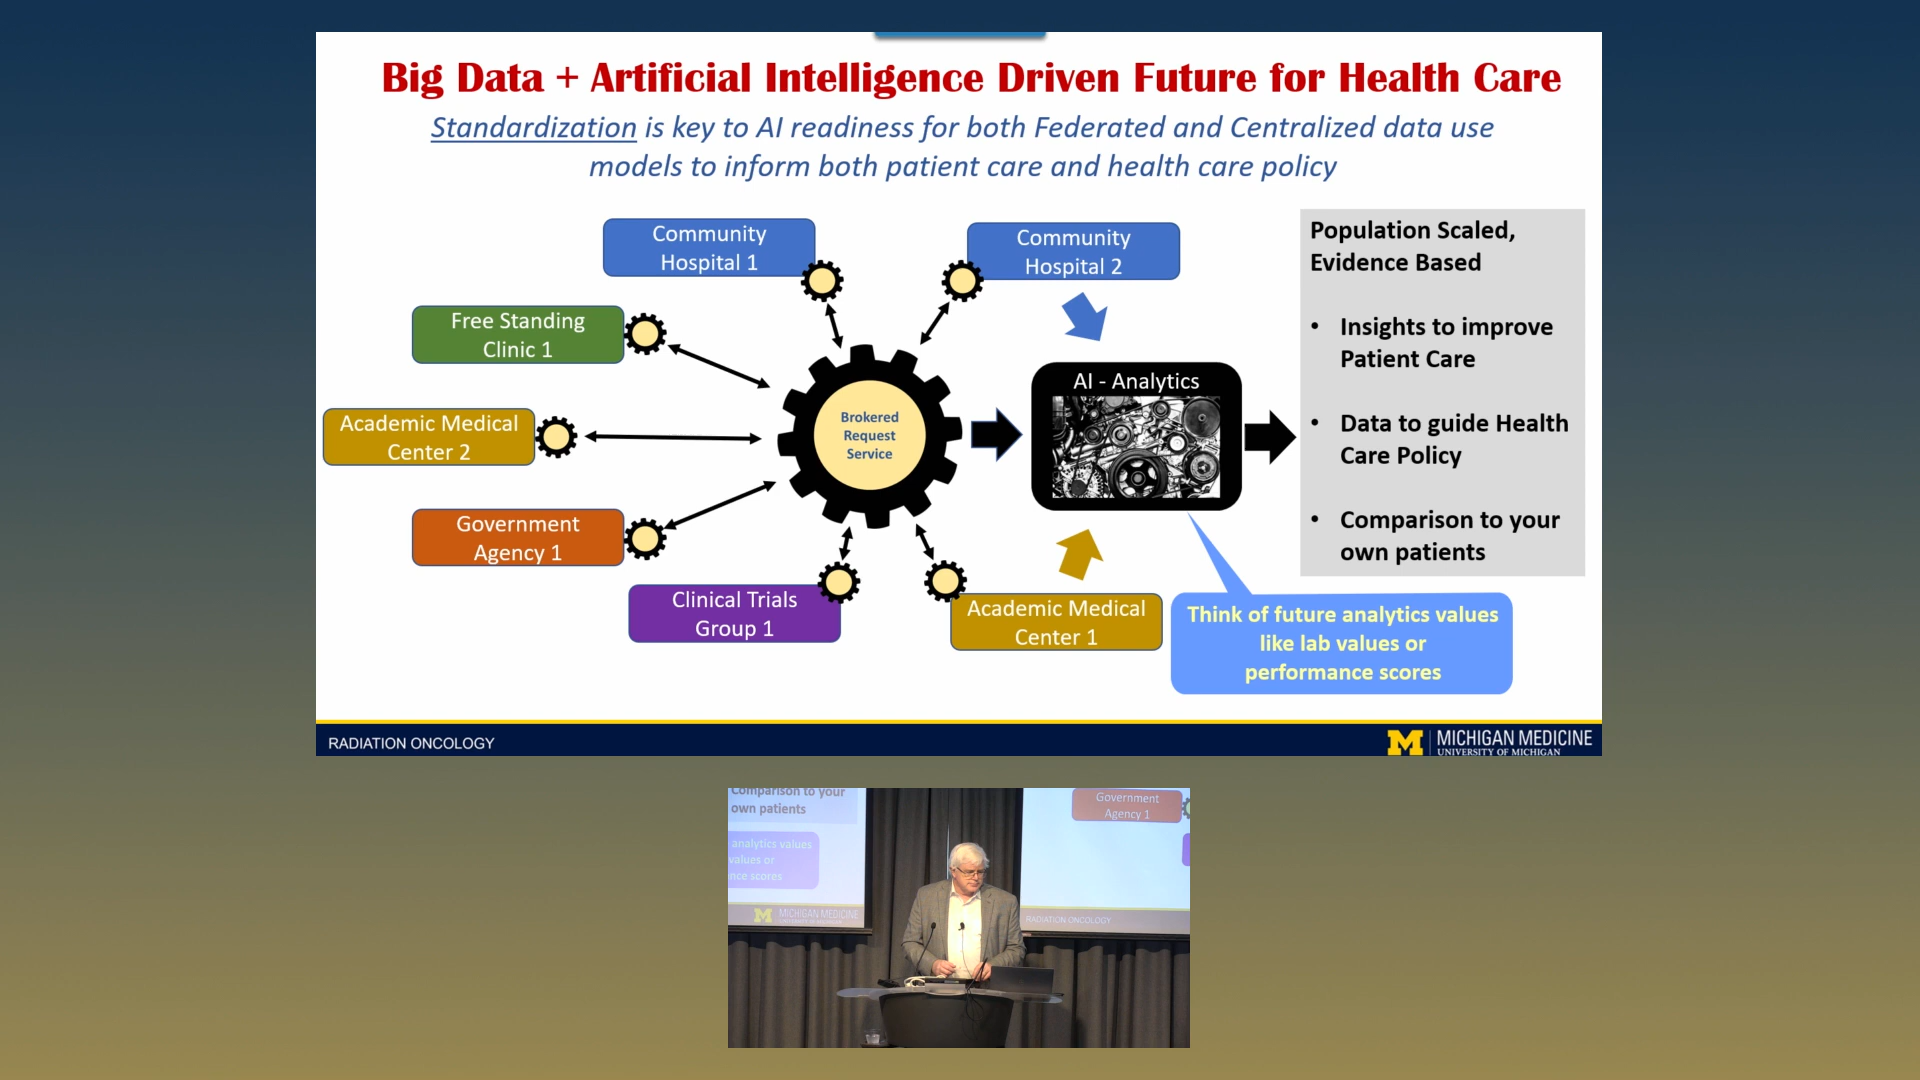 Big Data + Artificial Intelligence Driven Future for Health Care
Standardization is key to AI readiness for both Federated and Centralized data use
models to inform both patient care and health care policy
Community
Hospital 1
Community
Hospital 2
Free Standing
Clinic 1
Academic Medical
Center 2
Government
Agency 1
Clinical Trials
Group 1
Academic Medical
Center 1
Brokered
Request
Service
AI - Analytics
Population Scaled,
Evidence Based
• Insights to improve
Patient Care
• Data to guide Health
Care Policy
• Comparison to your
own patients
Think of future analytics values
like lab values or
performance scores
RADIATION ONCOLOGY
M
MICHIGAN MEDICINE
UNIVERSITY OF MICHIGAN
Comparison to your
own patients
analytics values
values or
nce scores
M
MICHIGAN MEDICINE
UNIVERSITY OF MICHIGAN
Government
Agency 1
RADIATION ONCOLOGY